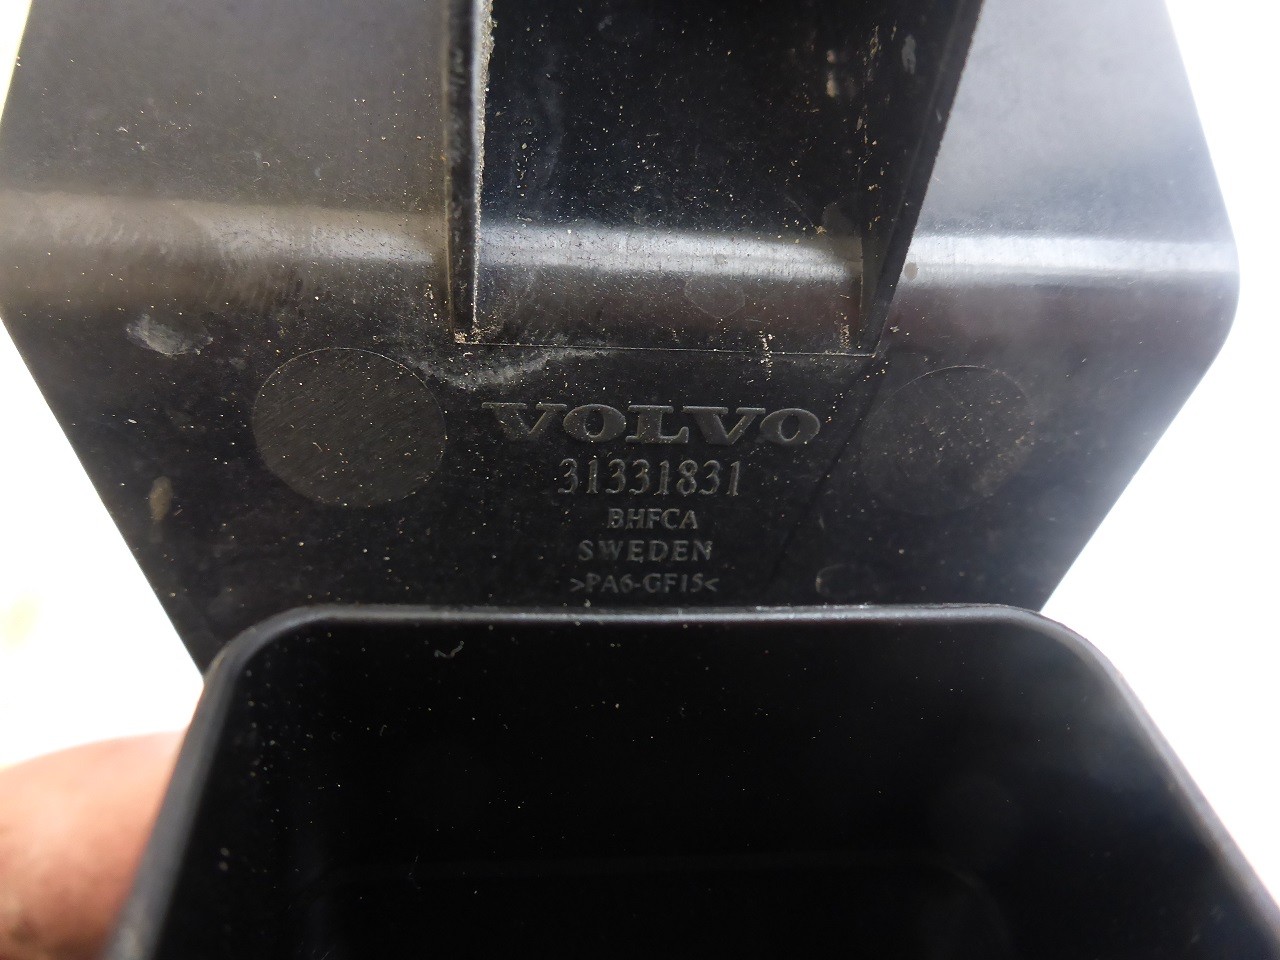 VOLVO
31331831
BHFCA
SWEDEN
>PA6-GF15<